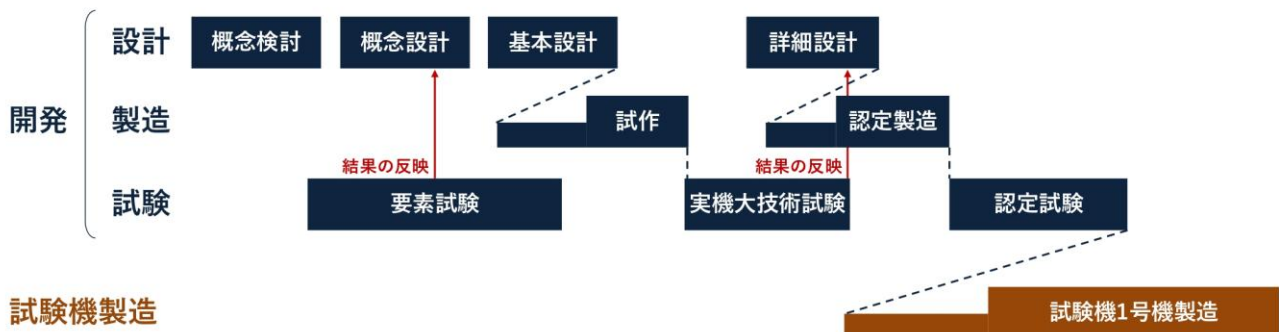 開発
設計
概念検討
概念設計
基本設計
詳細設計
製造
試作
認定製造
結果の反映
結果の反映
試験
要素試験
実機大技術試験
認定試験
試験機製造
試験機1号機製造